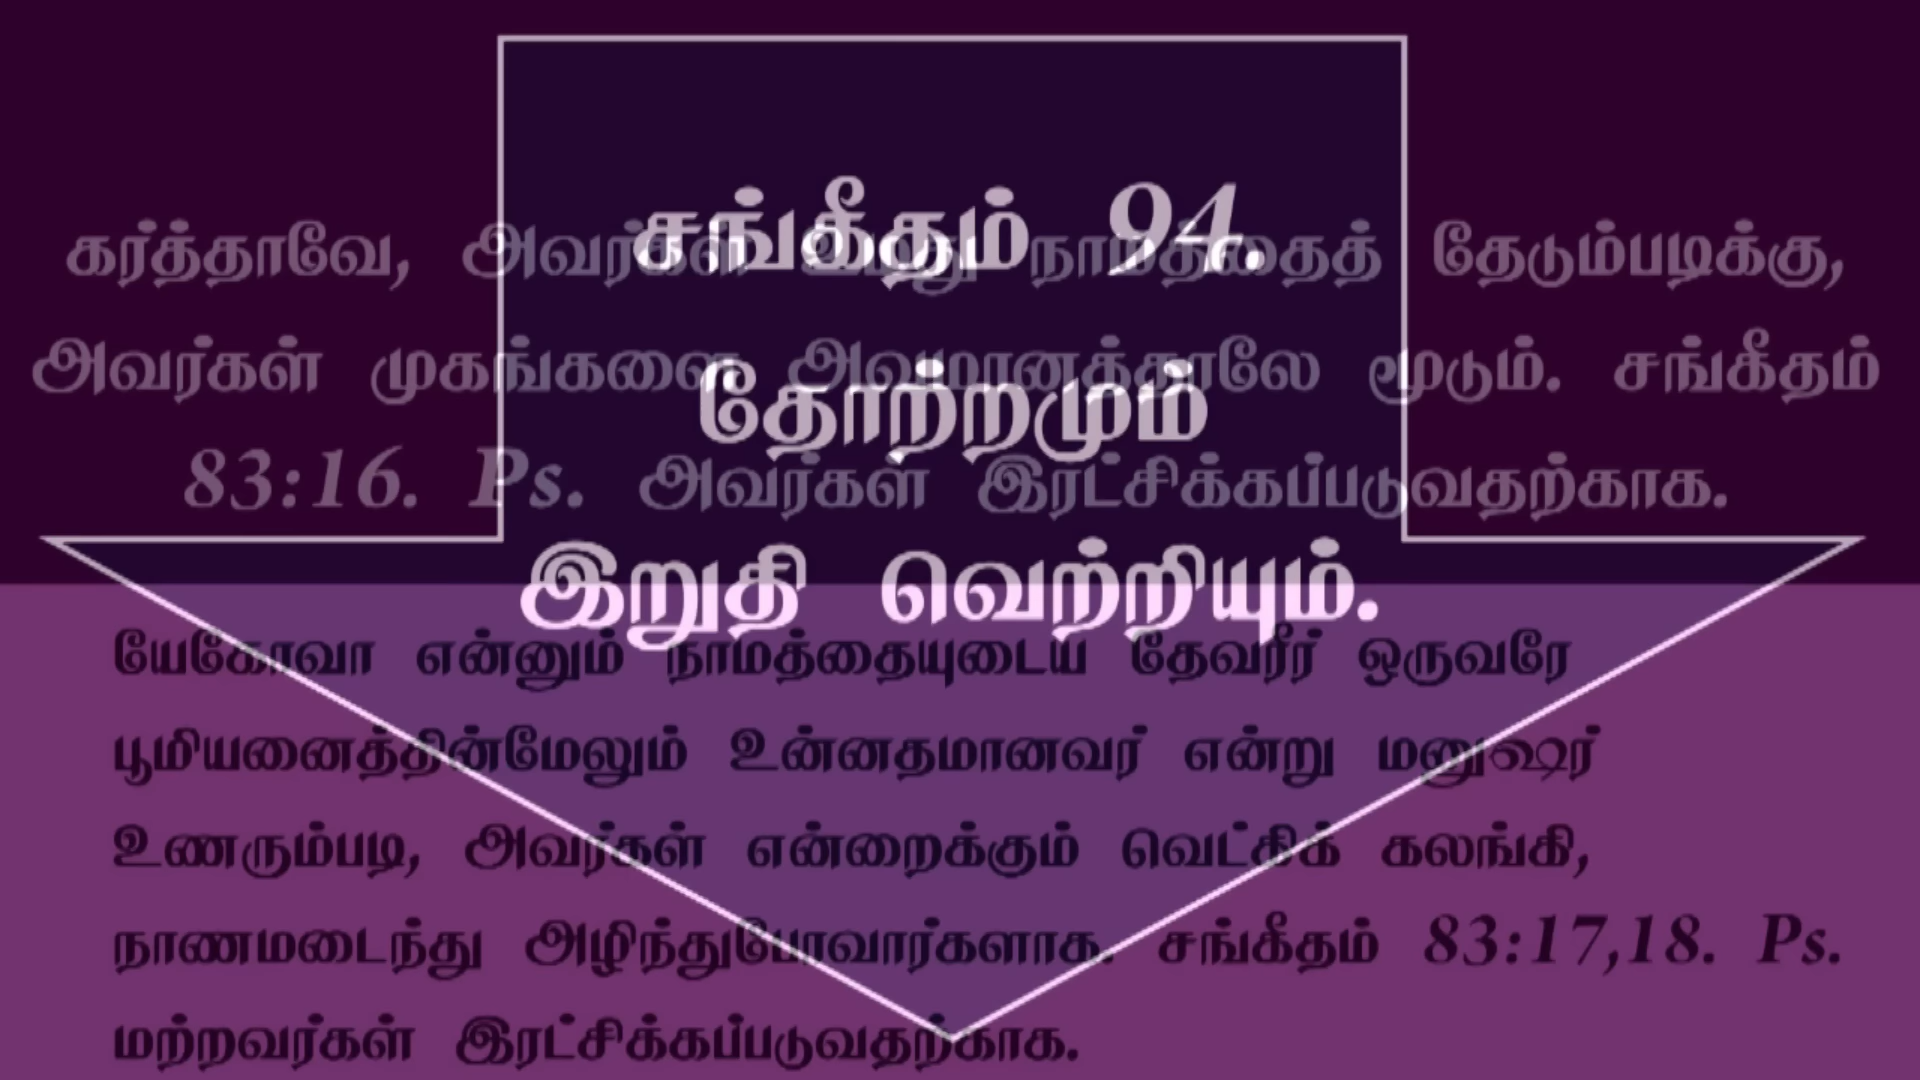 சங்கீதம் 94.
தோற்றமும்
இறுதி வெற்றியும்.
கர்த்தாவே, அவர்கள் உமது நாமத்தைத் தேடும்படிக்கு,
அவர்கள் முகங்களை அவமானத்தாலே மூடும். சங்கீதம்
83:16. Ps. அவர்கள் இரட்சிக்கப்படுவதற்காக.
யேகோவா என்னும் நாமத்தையுடைய தேவரீர் ஒருவரே
பூமியனைத்தின்மேலும் உன்னதமானவர் என்று மனுஷர்
உணரும்படி, அவர்கள் என்றைக்கும் வெட்கிக் கலங்கி,
நாணமடைந்து அழிந்துபோவார்களாக. சங்கீதம் 83:17,18. Ps.
மற்றவர்கள் இரட்சிக்கப்படுவதற்காக.